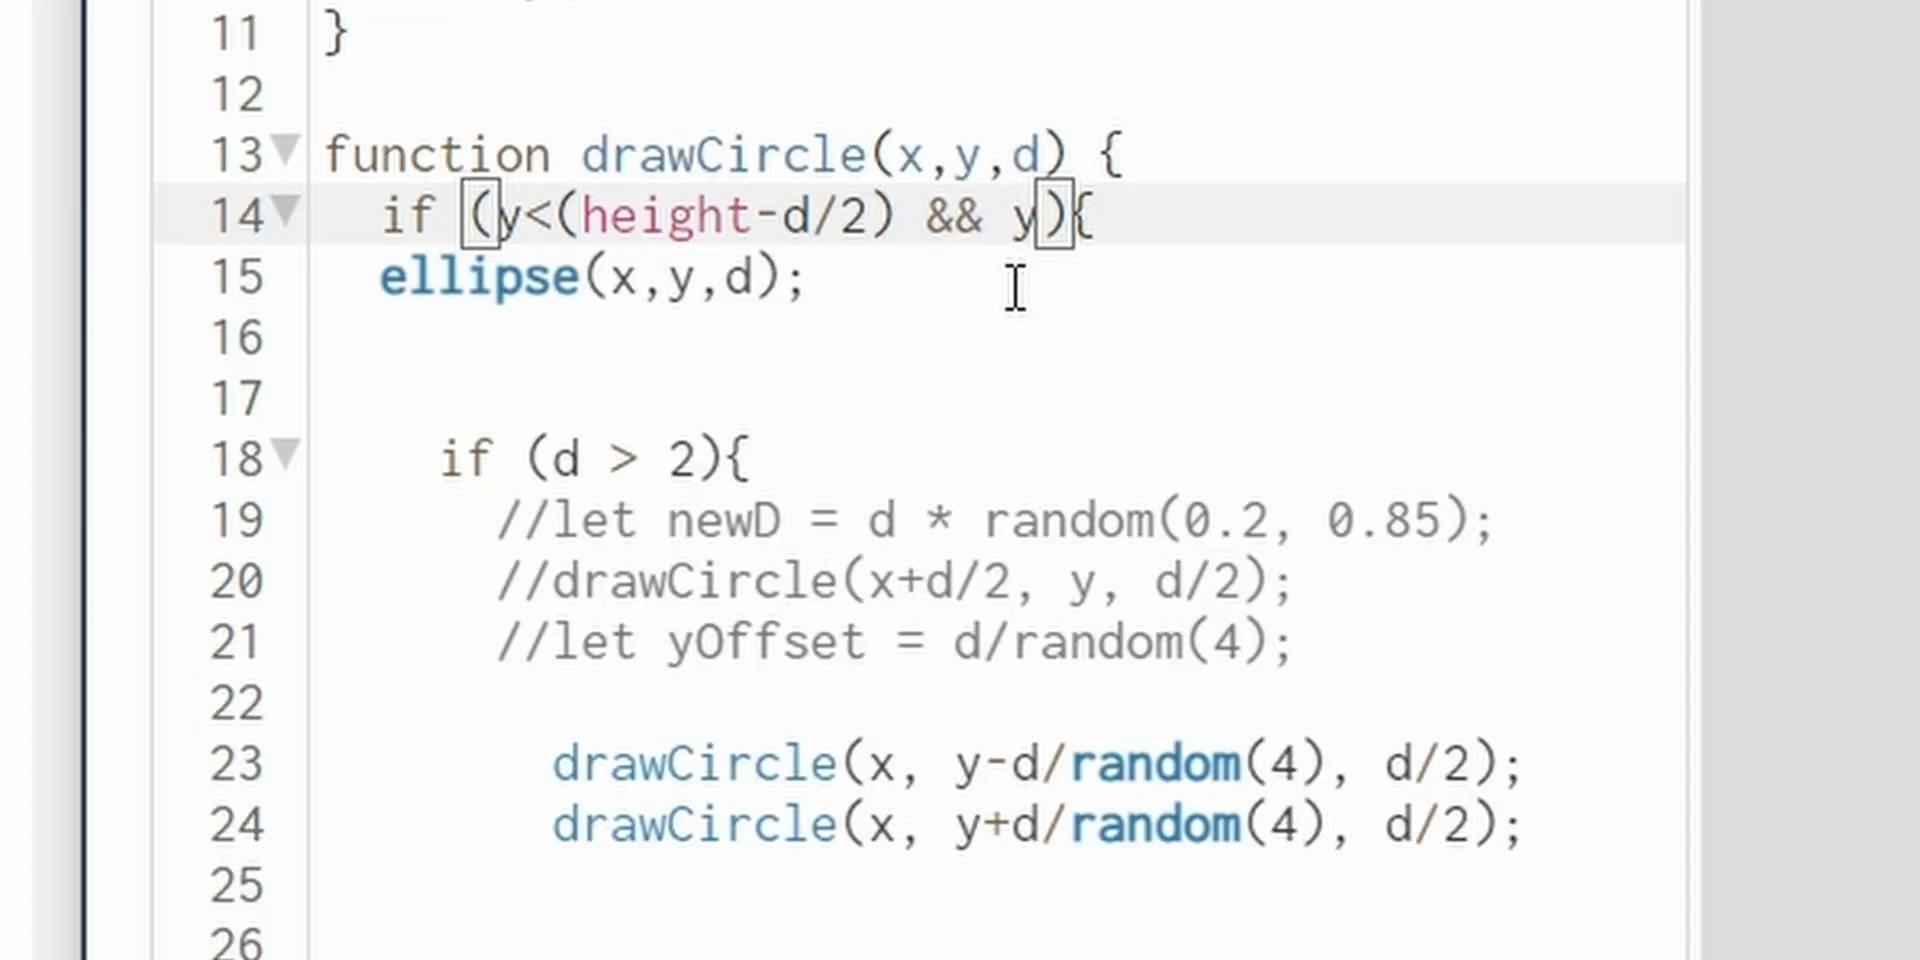 11 }
12
13 function drawCircle(x,y,d) {
14 if (y<(height-d/2) && y){
15 ellipse(x,y,d);
16
17
18 if (d > 2){
19 //let newD = d * random(0.2, 0.85);
20 //drawCircle(x+d/2, y, d/2);
21 //let yOffset = d/random(4);
22
23 drawCircle(x, y-d/random(4), d/2);
24 drawCircle(x, y+d/random(4), d/2);
25
26